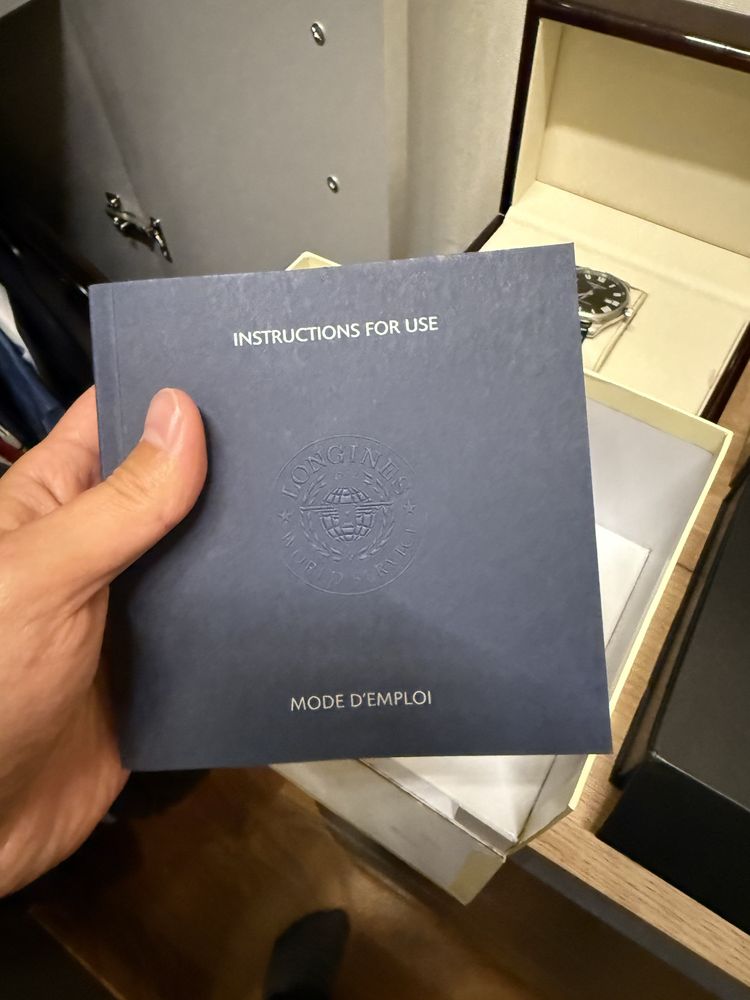 INSTRUCTIONS FOR USE
LONGINES
WORLD SERVICE
MODE D'EMPLOI